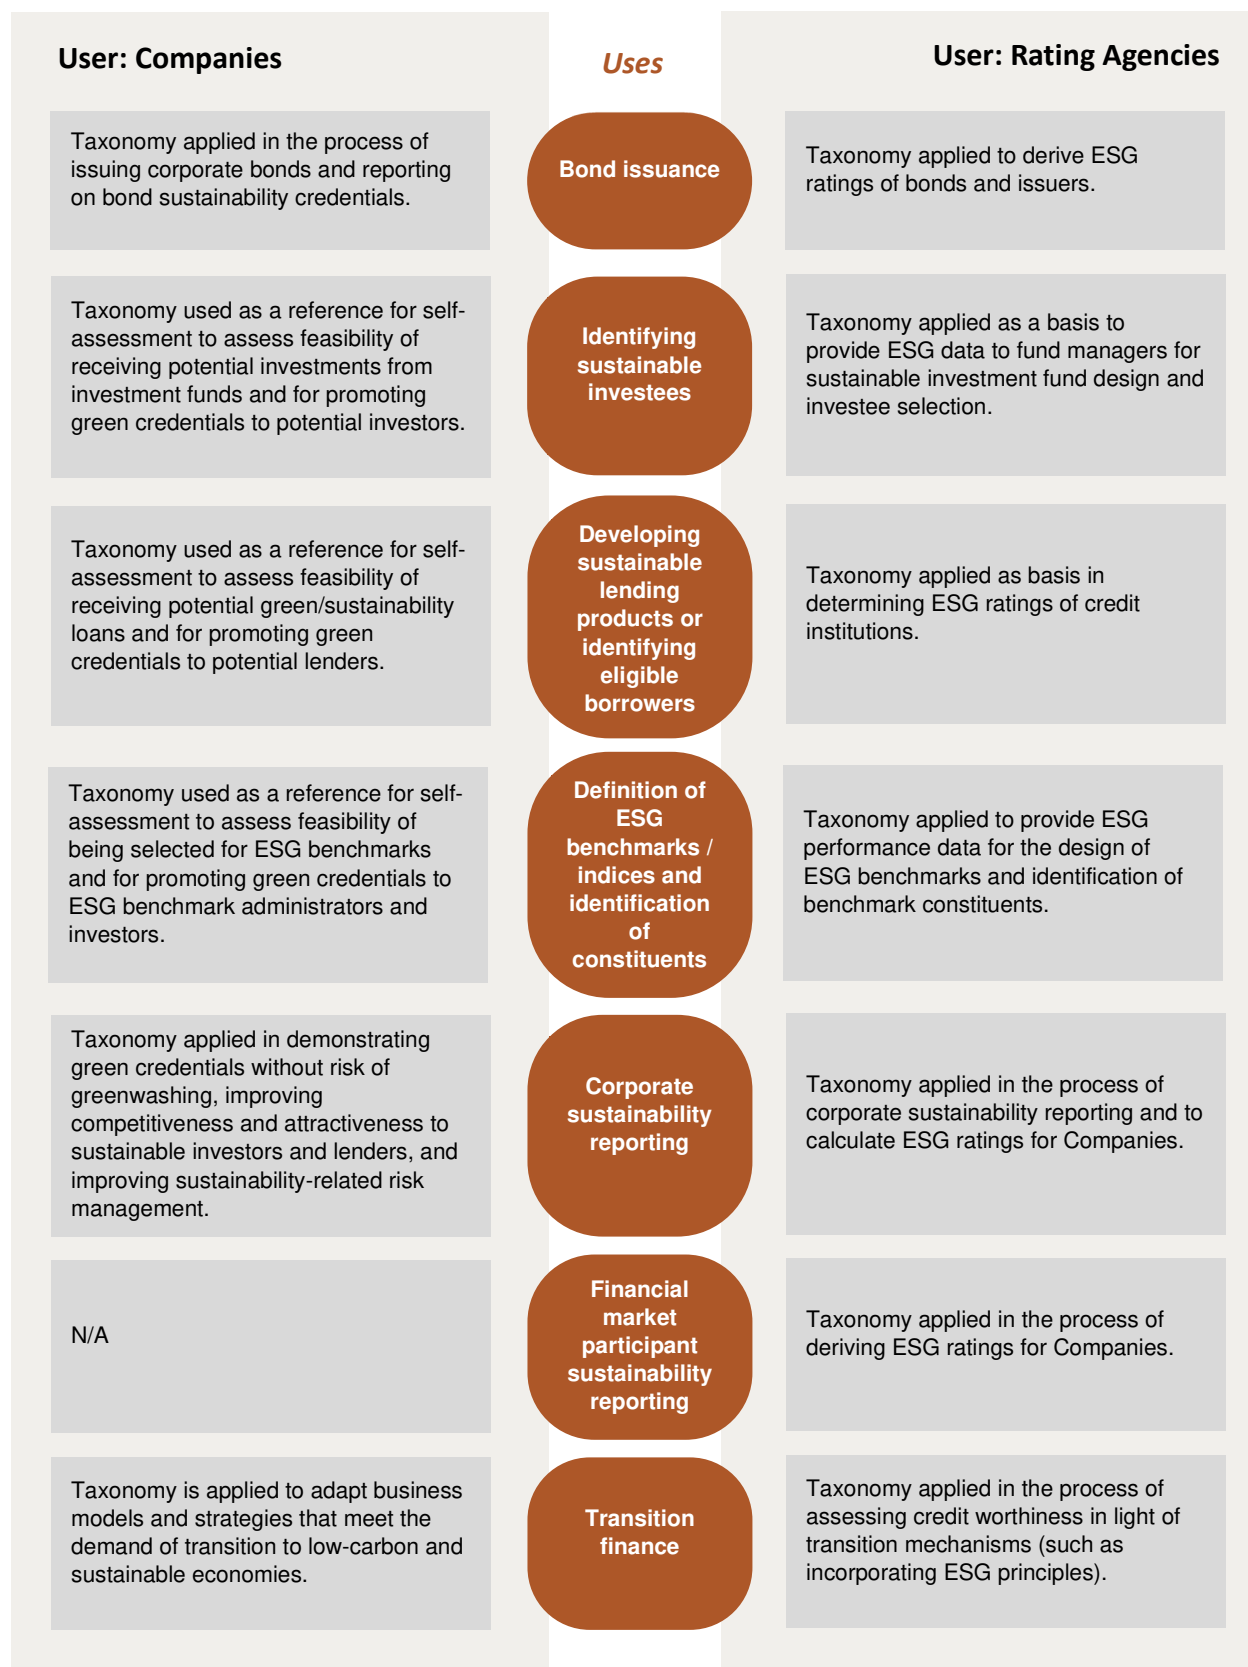 User: Companies
Uses
User: Rating Agencies
Taxonomy applied in the process of
issuing corporate bonds and reporting
on bond sustainability credentials.
Bond issuance
Taxonomy applied to derive ESG
ratings of bonds and issuers.
Taxonomy used as a reference for self-
assessment to assess feasibility of
receiving potential investments from
investment funds and for promoting
green credentials to potential investors.
Identifying
sustainable
investees
Taxonomy applied as a basis to
provide ESG data to fund managers for
sustainable investment fund design and
investee selection.
Taxonomy used as a reference for self-
assessment to assess feasibility of
receiving potential green/sustainability
loans and for promoting green
credentials to potential lenders.
Developing
sustainable
lending
products or
identifying
eligible
borrowers
Taxonomy applied as basis in
determining ESG ratings of credit
institutions.
Taxonomy used as a reference for self-
assessment to assess feasibility of
being selected for ESG benchmarks
and for promoting green credentials to
ESG benchmark administrators and
investors.
Definition of
ESG
benchmarks /
indices and
identification
of
constituents
Taxonomy applied to provide ESG
performance data for the design of
ESG benchmarks and identification of
benchmark constituents.
Taxonomy applied in demonstrating
green credentials without risk of
greenwashing, improving
competitiveness and attractiveness to
sustainable investors and lenders, and
improving sustainability-related risk
management.
Corporate
sustainability
reporting
Taxonomy applied in the process of
corporate sustainability reporting and to
calculate ESG ratings for Companies.
N/A
Financial
market
participant
sustainability
reporting
Taxonomy applied in the process of
deriving ESG ratings for Companies.
Taxonomy is applied to adapt business
models and strategies that meet the
demand of transition to low-carbon and
sustainable economies.
Transition
finance
Taxonomy applied in the process of
assessing credit worthiness in light of
transition mechanisms (such as
incorporating ESG principles).